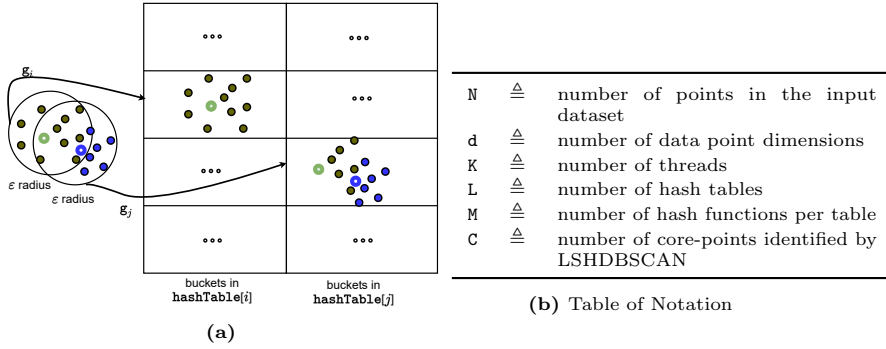 g_i
ε radius
ε radius
g_j
buckets in
hashTable[i]
buckets in
hashTable[j]
(a)
N ≜ number of points in the input
dataset
d ≜ number of data point dimensions
K ≜ number of threads
L ≜ number of hash tables
M ≜ number of hash functions per table
C ≜ number of core-points identified by
LSHDBSCAN
(b) Table of Notation